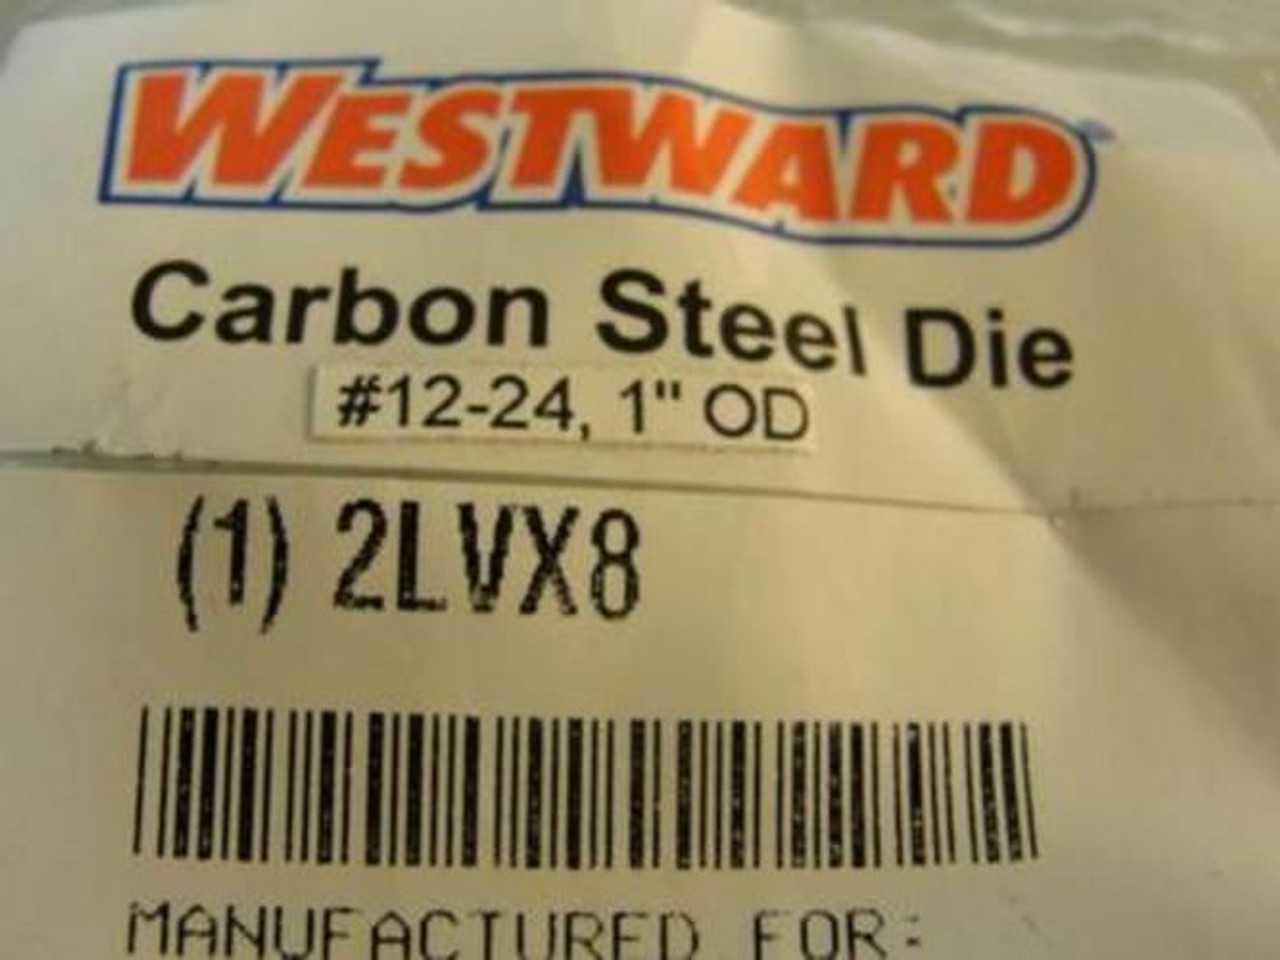 WESTWARD®
Carbon Steel Die
#12-24, 1" OD
(1) 2LVX8
MANUFACTURED FOR: